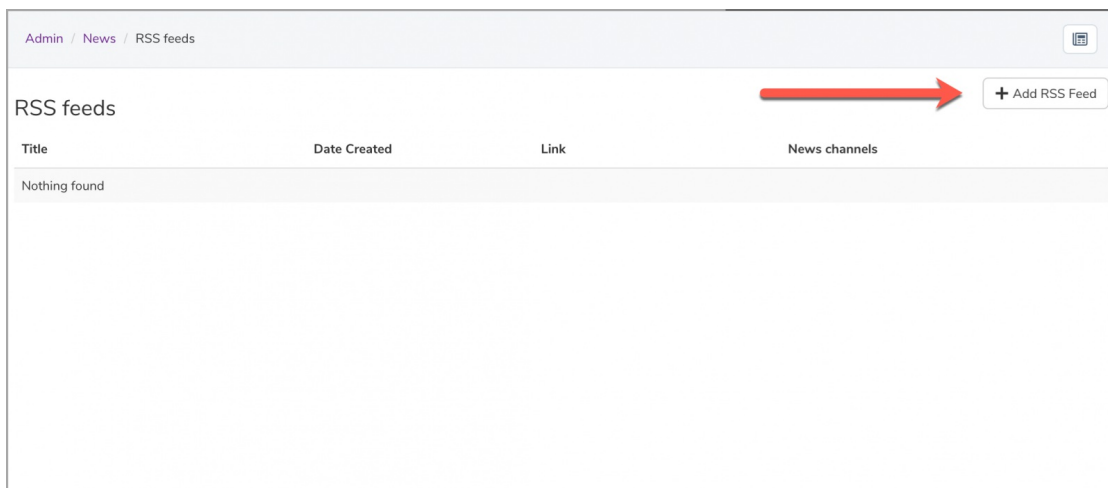 Admin / News / RSS feeds
+ Add RSS Feed
RSS feeds
Title Date Created Link News channels
Nothing found